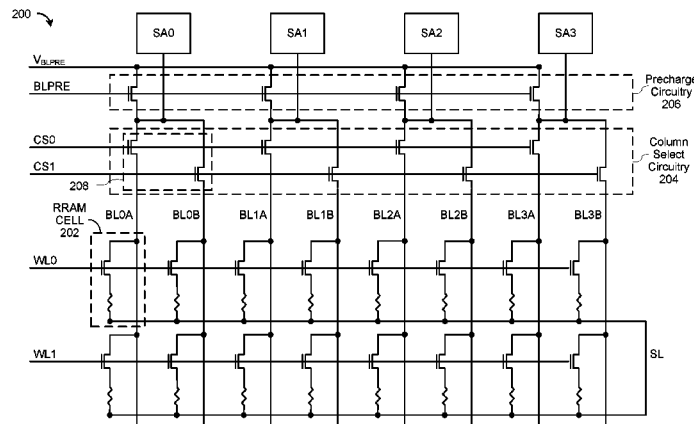 200
SA0 SA1 SA2 SA3
VBLPRE
BLPRE
Precharge
Circuitry
206
CS0
CS1
Column
Select
Circuitry
204
208
RRAM
CELL
202
BL0A BL0B BL1A BL1B BL2A BL2B BL3A BL3B
WL0
WL1
SL